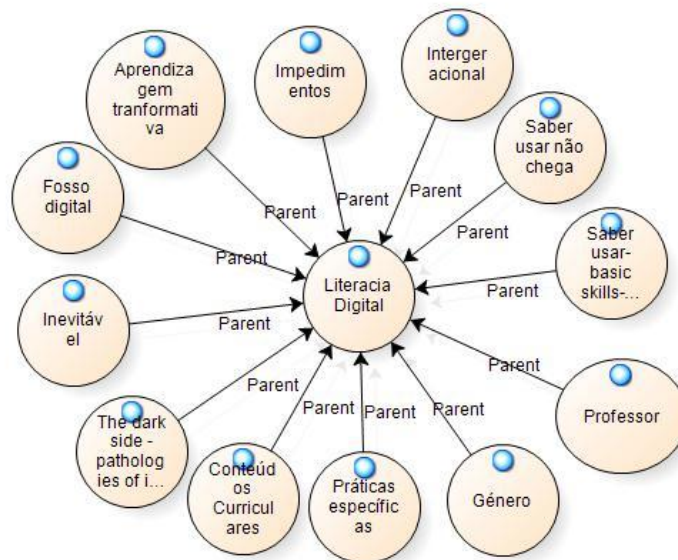 Aprendiza
gem
tranformati
va
Impedim
entos
Interger
acional
Saber
usar não
chega
Fosso
digital
Saber
usar-
basic
skills-...
Inevitáv
el
Literacia
Digital
Professor
The dark
side -
patholog
ies of i...
Conteúd
os
Curricul
ares
Práticas
específic
as
Género
Parent
Parent
Parent
Parent
Parent
Parent
Parent
Parent
Parent
Parent
Parent
Parent